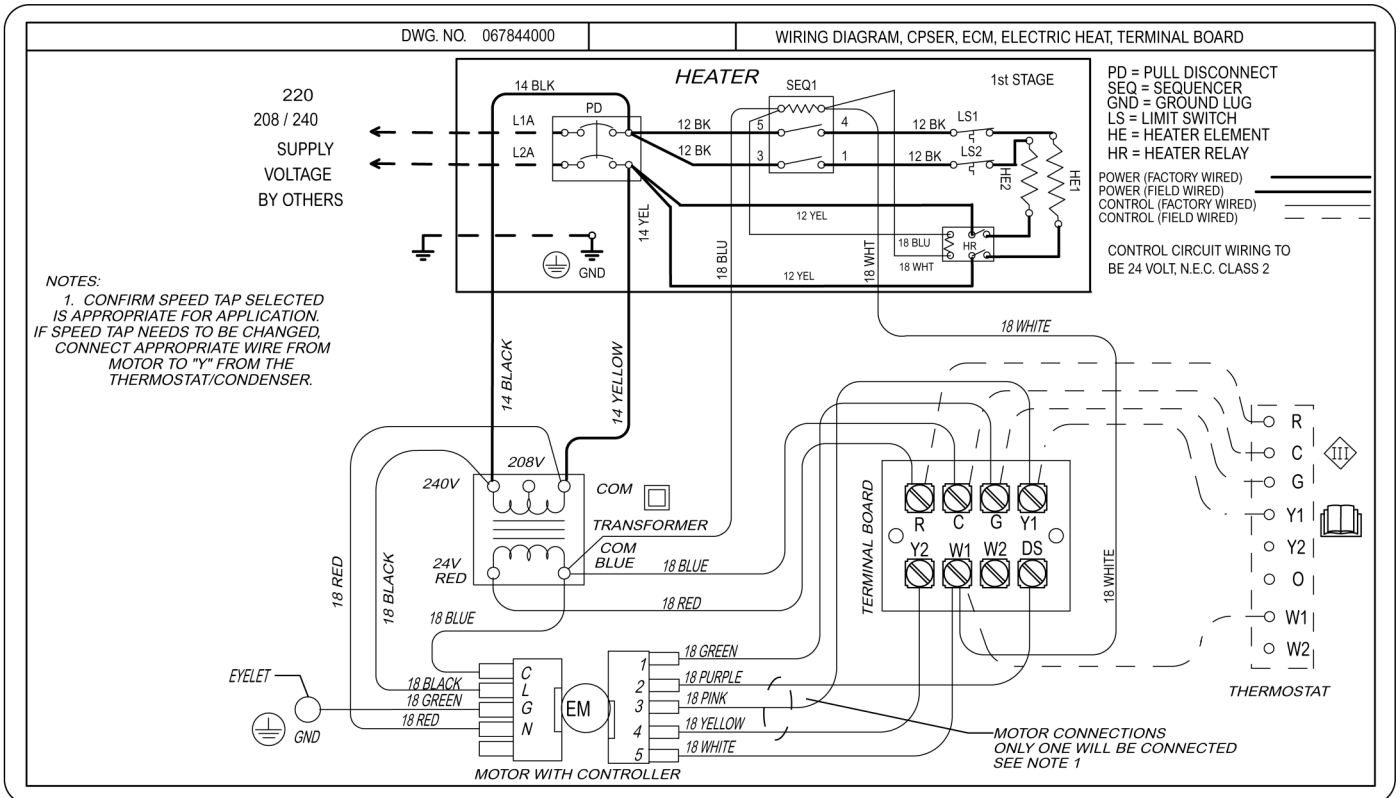 DWG. NO. 067844000
WIRING DIAGRAM, CPSER, ECM, ELECTRIC HEAT, TERMINAL BOARD
220
208 / 240
SUPPLY
VOLTAGE
BY OTHERS
HEATER
1st STAGE
14 BLK
PD
SEQ1
L1A
L2A
12 BK
12 BK
5
4
3
1
12 BK
12 BK
LS1
LS2
HE2
HE1
14 YEL
12 YEL
12 YEL
18 BLU
18 WHT
18 BLU
18 WHT
HR
GND
PD = PULL DISCONNECT
SEQ = SEQUENCER
GND = GROUND LUG
LS = LIMIT SWITCH
HE = HEATER ELEMENT
HR = HEATER RELAY
POWER (FACTORY WIRED)
POWER (FIELD WIRED)
CONTROL (FACTORY WIRED)
CONTROL (FIELD WIRED)
CONTROL CIRCUIT WIRING TO
BE 24 VOLT, N.E.C. CLASS 2
NOTES:
1. CONFIRM SPEED TAP SELECTED
IS APPROPRIATE FOR APPLICATION.
IF SPEED TAP NEEDS TO BE CHANGED,
CONNECT APPROPRIATE WIRE FROM
MOTOR TO "Y" FROM THE
THERMOSTAT/CONDENSER.
14 BLACK
14 YELLOW
18 WHITE
208V
240V
COM
TRANSFORMER
COM
BLUE
24V
RED
18 BLUE
18 RED
18 RED
18 BLACK
18 BLUE
TERMINAL BOARD
R
C
G
Y1
Y2
W1
W2
DS
18 WHITE
R
C
G
Y1
Y2
O
W1
W2
III
THERMOSTAT
EYELET
GND
18 BLACK
18 GREEN
18 RED
C
L
G
N
EM
1
2
3
4
5
18 GREEN
18 PURPLE
18 PINK
18 YELLOW
18 WHITE
MOTOR WITH CONTROLLER
MOTOR CONNECTIONS
ONLY ONE WILL BE CONNECTED
SEE NOTE 1